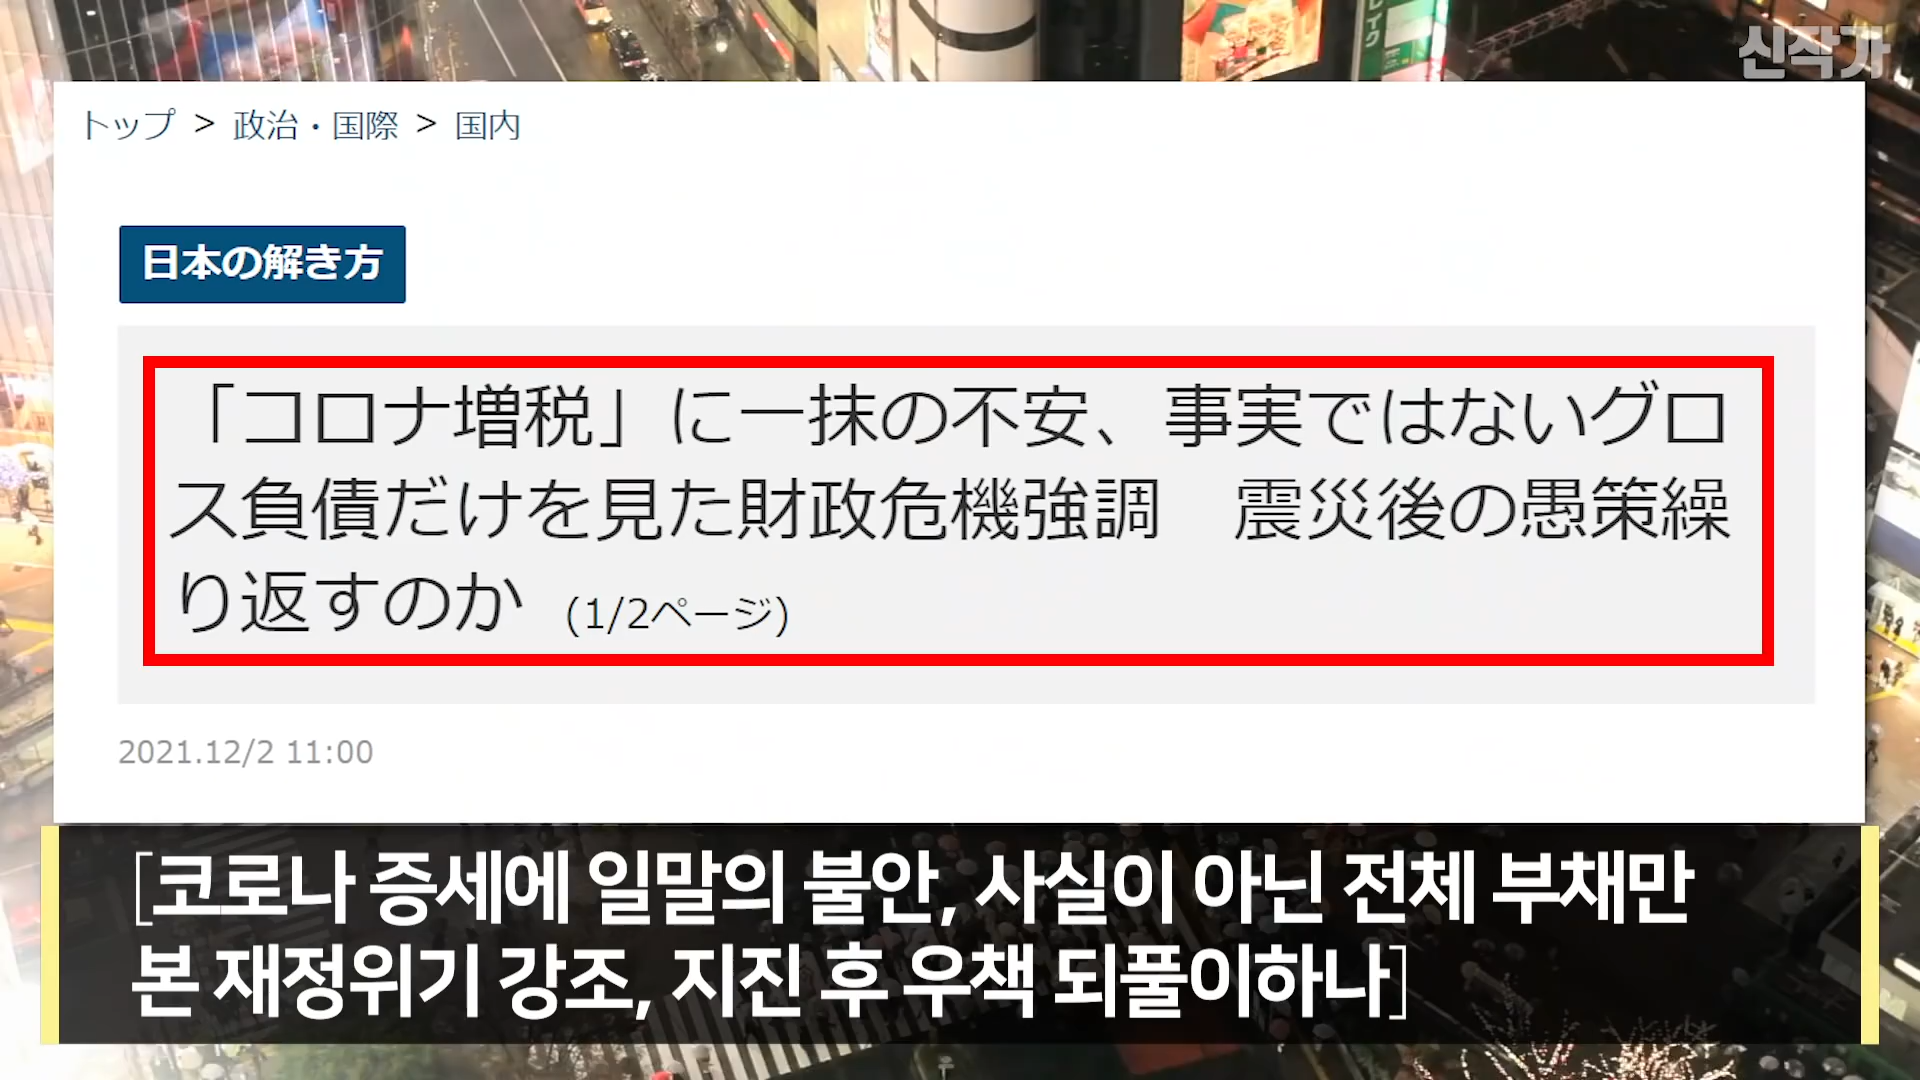 신작가
トップ > 政治・国際 > 国内
日本の解き方
「コロナ増税」に一抹の不安、事実ではないグロ
ス負債だけを見た財政危機強調　震災後の愚策繰
り返すのか (1/2ページ)
2021.12/2 11:00
[코로나 증세에 일말의 불안, 사실이 아닌 전체 부채만
본 재정위기 강조, 지진 후 우책 되풀이하나]